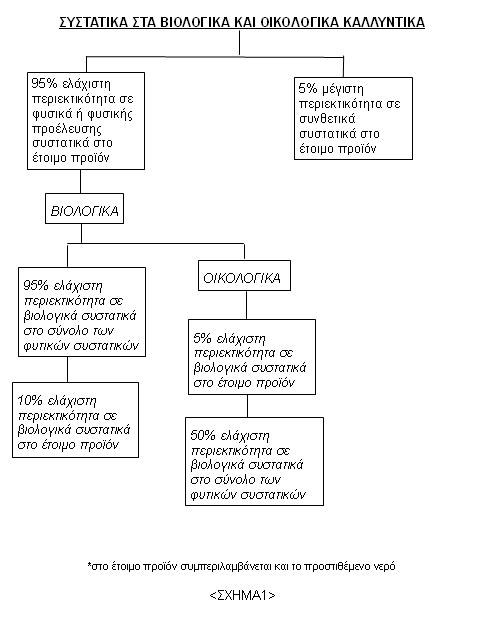 ΣΥΣΤΑΤΙΚΑ ΣΤΑ ΒΙΟΛΟΓΙΚΑ ΚΑΙ ΟΙΚΟΛΟΓΙΚΑ ΚΑΛΛΥΝΤΙΚΑ
95% ελάχιστη
περιεκτικότητα σε
φυσικά ή φυσικής
προέλευσης
συστατικά στο
έτοιμο προϊόν
5% μέγιστη
περιεκτικότητα σε
συνθετικά
συστατικά στο
έτοιμο προϊόν
ΒΙΟΛΟΓΙΚΑ
ΟΙΚΟΛΟΓΙΚΑ
95% ελάχιστη
περιεκτικότητα σε
βιολογικά συστατικά
στο σύνολο των
φυτικών συστατικών
5% ελάχιστη
περιεκτικότητα σε
βιολογικά συστατικά
στο έτοιμο προϊόν
10% ελάχιστη
περιεκτικότητα σε
βιολογικά συστατικά
στο έτοιμο προϊόν
50% ελάχιστη
περιεκτικότητα σε
βιολογικά συστατικά
στο σύνολο των
φυτικών συστατικών
*στο έτοιμο προϊόν συμπεριλαμβάνεται και το προστιθέμενο νερό
<ΣΧΗΜΑ1>